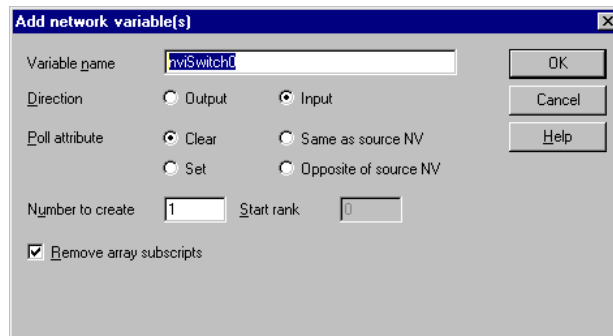 Add network variable(s)
Variable name nviSwitch0 OK
Direction Output Input Cancel
Poll attribute Clear Same as source NV Help
Set Opposite of source NV
Number to create 1 Start rank 0
Remove array subscripts